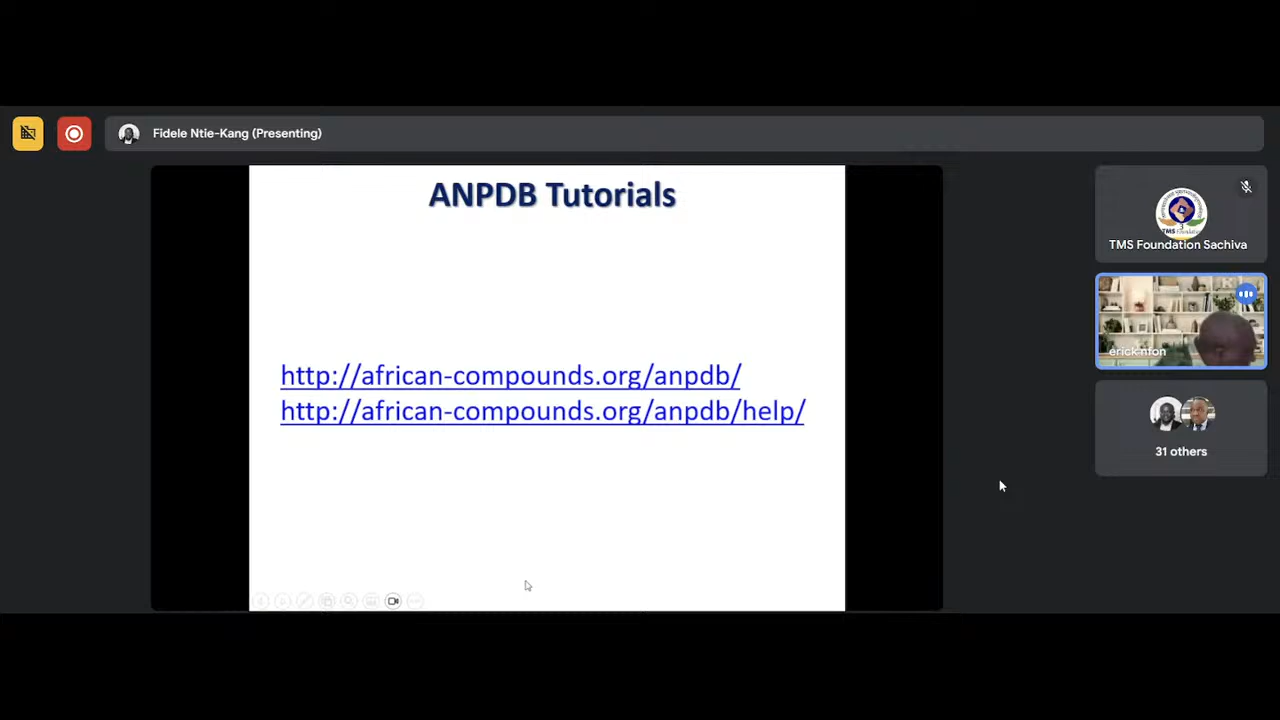 Fidele Ntie-Kang (Presenting)
ANPDB Tutorials
http://african-compounds.org/anpdb/
http://african-compounds.org/anpdb/help/
TMS Foundation Sachiva
erick nfon
31 others